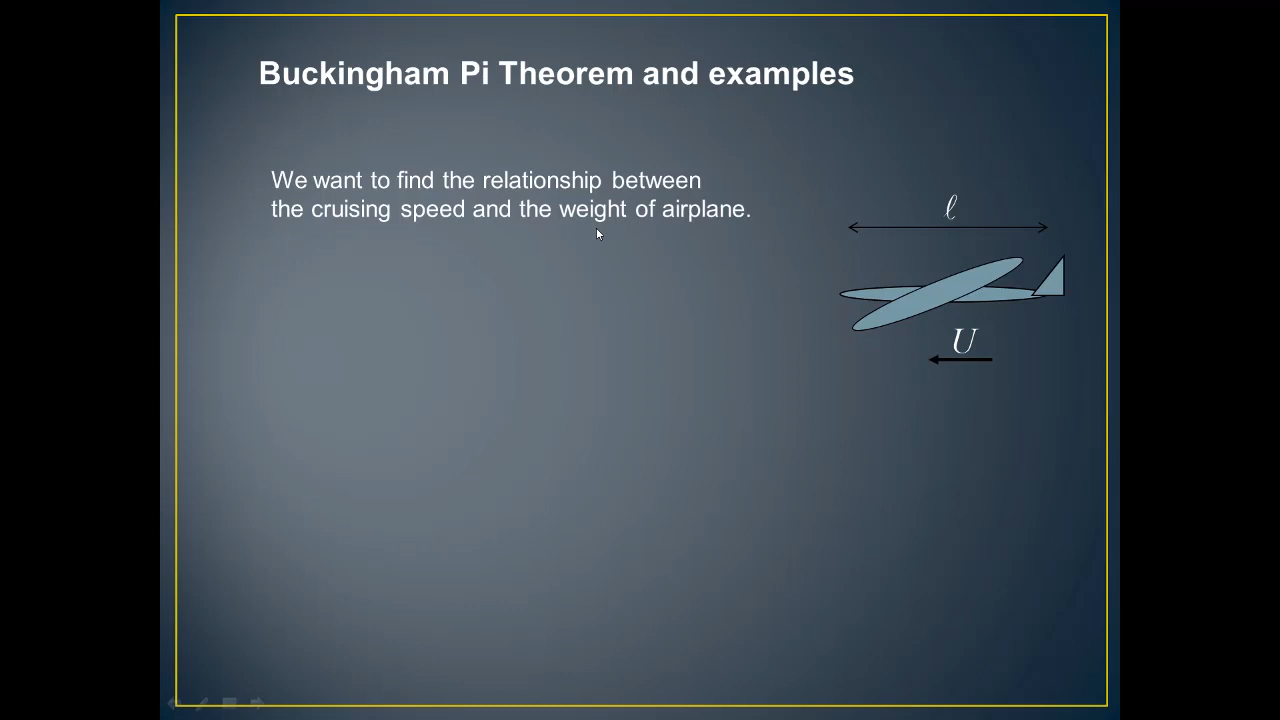 Buckingham Pi Theorem and examples
We want to find the relationship between
the cruising speed and the weight of airplane.
ℓ
U